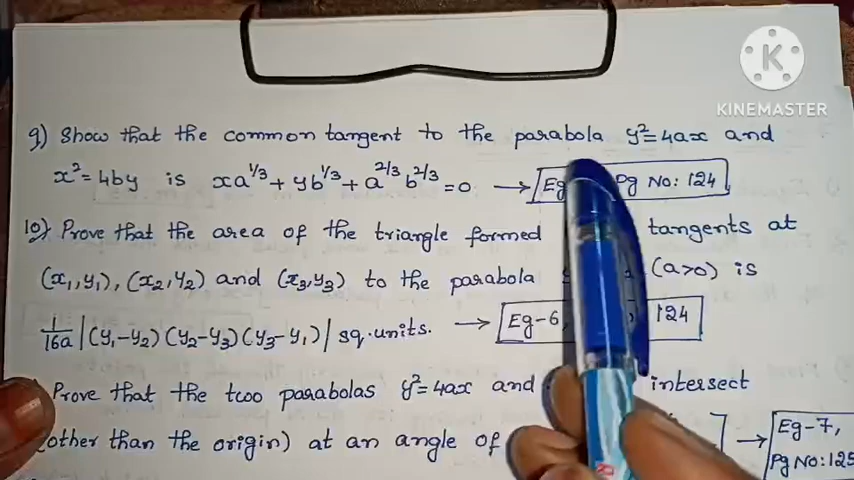 KINEMASTER
9) Show that the common tangent to the parabola y²=4ax and
x²=4by is xa^1/3 + yb^1/3 + a^2/3 b^2/3 = 0 → Pg No: 124
10) Prove that the area of the triangle formed tangents at
(x₁,y₁), (x₂,y₂) and (x₃,y₃) to the parabola (a>0) is
1/16a |(y₁-y₂)(y₂-y₃)(y₃-y₁)| sq.units. → Eg-6, 124
Prove that the two parabolas y²=4ax and intersect
(other than the origin) at an angle of → Eg-7,
Pg No: 125